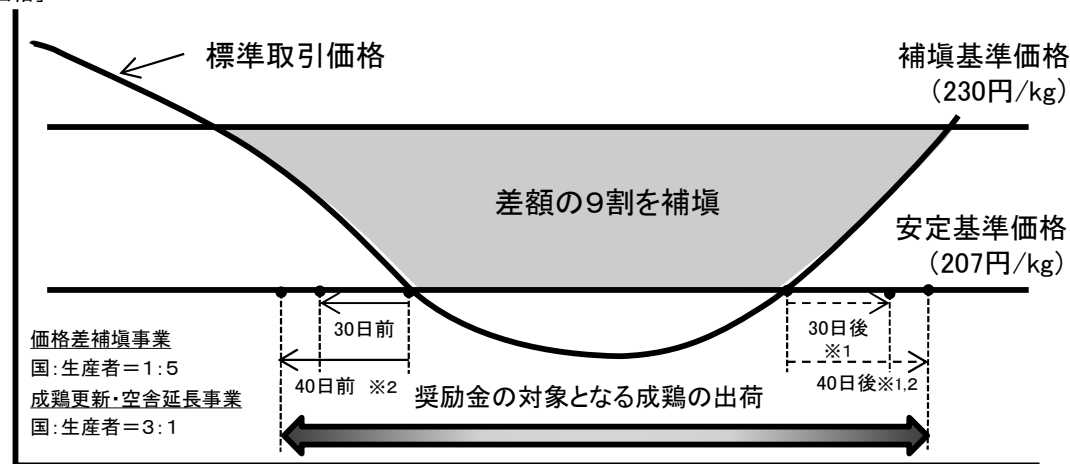 標準取引価格
補塡基準価格
（230円/kg）
差額の９割を補塡
安定基準価格
（207円/kg）
30日前
30日後
※1
40日前 ※2
40日後※1,2
価格差補塡事業
国:生産者＝1:5
成鶏更新・空舎延長事業
国:生産者＝3:1
奨励金の対象となる成鶏の出荷